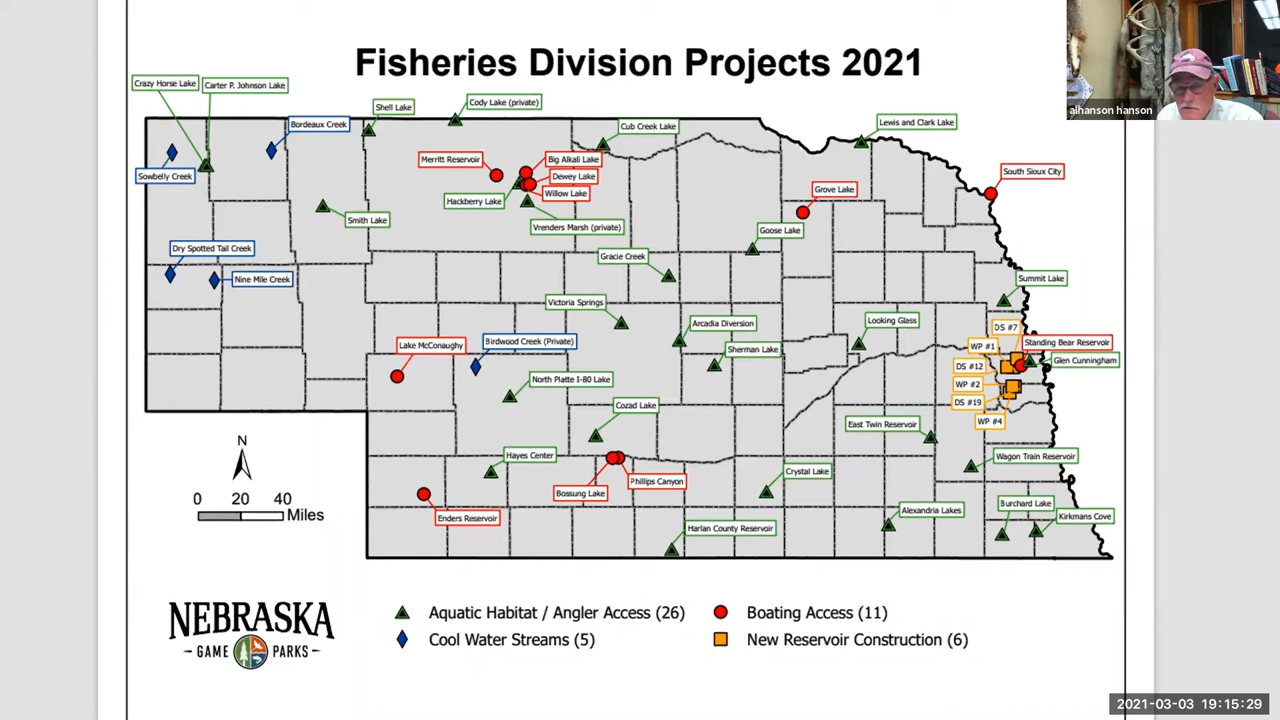 Fisheries Division Projects 2021
alhanson hanson
Crazy Horse Lake
Carter P. Johnson Lake
Shell Lake
Cody Lake (private)
Bordeaux Creek
Cub Creek Lake
Lewis and Clark Lake
Merritt Reservoir
Big Alkali Lake
Sowbelly Creek
Dewey Lake
South Sioux City
Willow Lake
Grove Lake
Hackberry Lake
Smith Lake
Vrenders Marsh (private)
Goose Lake
Dry Spotted Tail Creek
Gracie Creek
Nine Mile Creek
Summit Lake
Victoria Springs
Arcadia Diversion
Looking Glass
DS #7
Lake McConaughy
Birdwood Creek (Private)
WP #1
Standing Bear Reservoir
Sherman Lake
Glen Cunningham
DS #12
North Platte I-80 Lake
WP #2
DS #19
Cozad Lake
East Twin Reservoir
WP #4
N
Hayes Center
Wagon Train Reservoir
Crystal Lake
Phillips Canyon
Bossung Lake
0 20 40
Miles
Enders Reservoir
Alexandria Lakes
Burchard Lake
Kirkmans Cove
Harlan County Reservoir
NEBRASKA
GAME PARKS
Aquatic Habitat / Angler Access (26)
Boating Access (11)
Cool Water Streams (5)
New Reservoir Construction (6)
2021-03-03 19:15:29